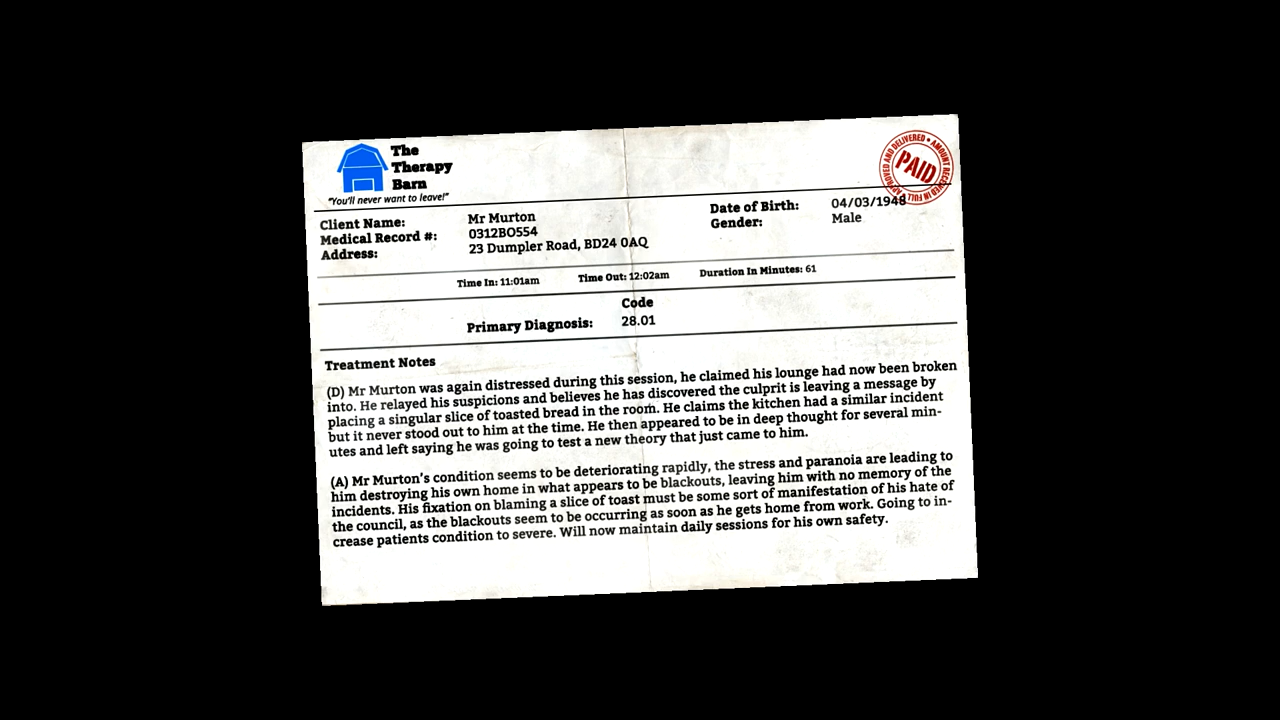 The
Therapy
Barn
"You'll never want to leave!"
APPROVED AND DELIVERED • AMOUNT RECEIVED IN FULL
PAID
Client Name: Mr Murton
Medical Record #: 0312BO554
Address: 23 Dumpler Road, BD24 0AQ
Date of Birth: 04/03/1948
Gender: Male
Time In: 11:01am Time Out: 12:02am Duration In Minutes: 61
Code
Primary Diagnosis: 28.01
Treatment Notes
(D) Mr Murton was again distressed during this session, he claimed his lounge had now been broken
into. He relayed his suspicions and believes he has discovered the culprit is leaving a message by
placing a singular slice of toasted bread in the room. He claims the kitchen had a similar incident
but it never stood out to him at the time. He then appeared to be in deep thought for several min-
utes and left saying he was going to test a new theory that just came to him.
(A) Mr Murton's condition seems to be deteriorating rapidly, the stress and paranoia are leading to
him destroying his own home in what appears to be blackouts, leaving him with no memory of the
incidents. His fixation on blaming a slice of toast must be some sort of manifestation of his hate of
the council, as the blackouts seem to be occurring as soon as he gets home from work. Going to in-
crease patients condition to severe. Will now maintain daily sessions for his own safety.